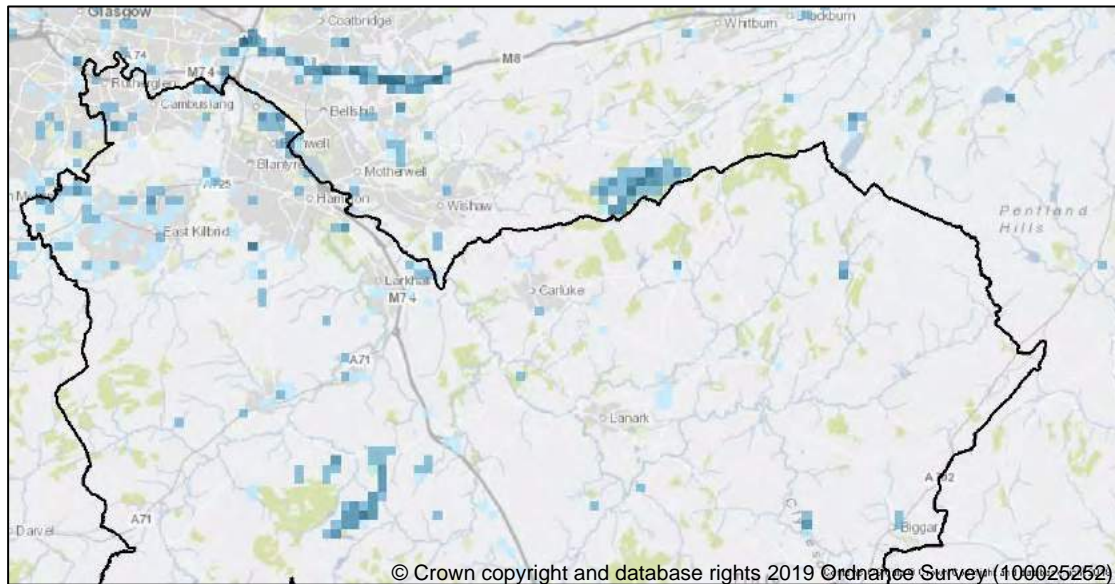 Glasgow
Coatbridge
Whitburn
Blackburn
A74
M8
M74
Rutherglen
Cambuslang
Bellshill
Blantyre
Motherwell
A725
Hamilton
Wishaw
Pentland
Hills
East Kilbrid
Larkhall
M74
Carluke
A71
Lanark
A702
Biggar
A71
Darvel
© Crown copyright and database rights 2019 Ordnance Survey (100025252)